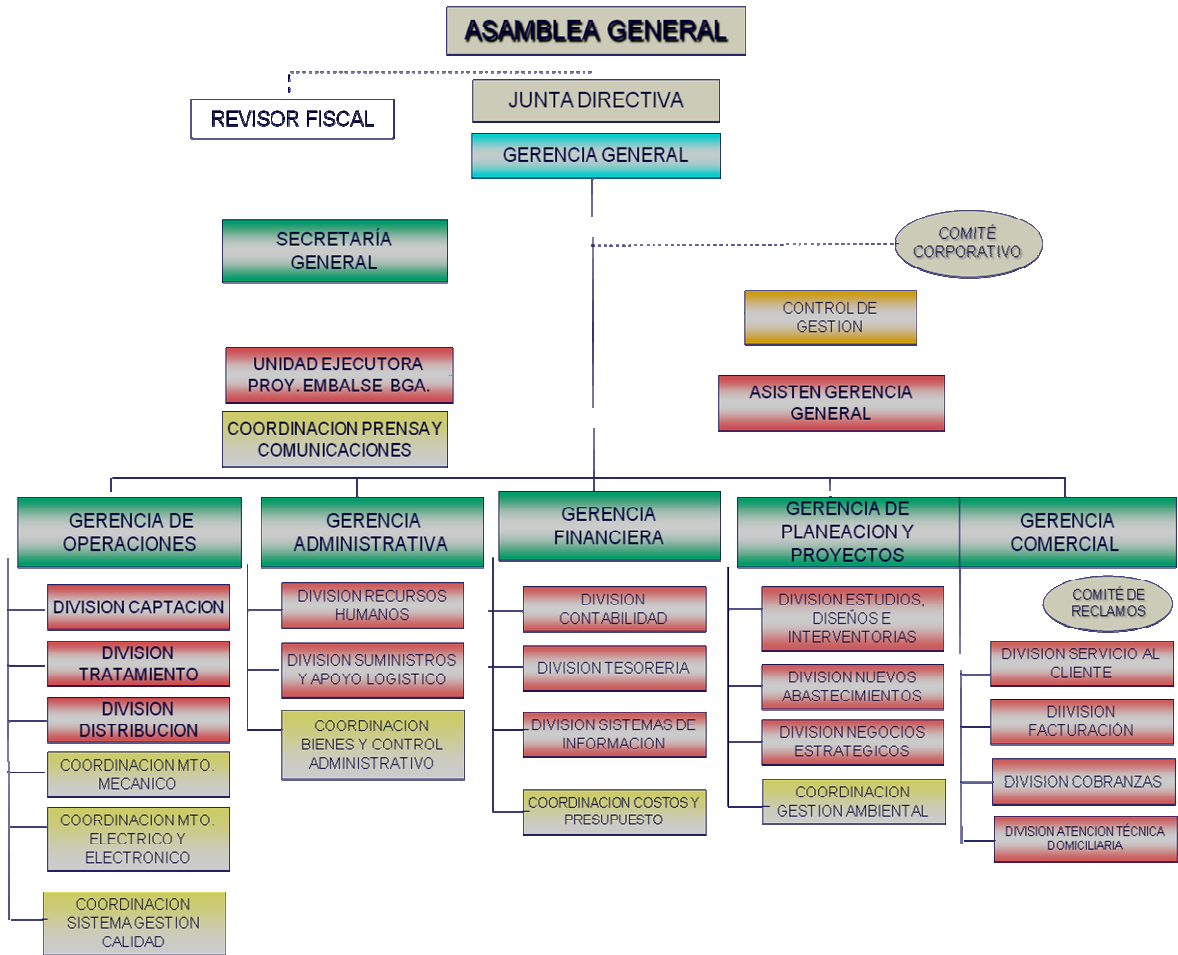 ASAMBLEA GENERAL
JUNTA DIRECTIVA
REVISOR FISCAL
GERENCIA GENERAL
SECRETARÍA
GENERAL
COMITÉ
CORPORATIVO
CONTROL DE
GESTION
UNIDAD EJECUTORA
PROY. EMBALSE BGA.
ASISTEN GERENCIA
GENERAL
COORDINACION PRENSA Y
COMUNICACIONES
GERENCIA DE
OPERACIONES
DIVISION CAPTACION
DIVISION
TRATAMIENTO
DIVISION
DISTRIBUCION
COORDINACION MTO.
MECANICO
COORDINACION MTO.
ELECTRICO Y
ELECTRONICO
COORDINACION
SISTEMA GESTION
CALIDAD
GERENCIA
ADMINISTRATIVA
DIVISION RECURSOS
HUMANOS
DIVISION SUMINISTROS
Y APOYO LOGISTICO
COORDINACION
BIENES Y CONTROL
ADMINISTRATIVO
GERENCIA
FINANCIERA
DIVISION
CONTABILIDAD
DIVISION TESORERIA
DIVISION SISTEMAS DE
INFORMACION
COORDINACION COSTOS Y
PRESUPUESTO
GERENCIA DE
PLANEACION Y
PROYECTOS
DIVISION ESTUDIOS,
DISEÑOS E
INTERVENTORIAS
DIVISION NUEVOS
ABASTECIMIENTOS
DIVISION NEGOCIOS
ESTRATEGICOS
COORDINACION
GESTION AMBIENTAL
GERENCIA
COMERCIAL
COMITÉ DE
RECLAMOS
DIVISION SERVICIO AL
CLIENTE
DIIVISION
FACTURACIÓN
DIVISION COBRANZAS
DIVISION ATENCION TÉCNICA
DOMICILIARIA